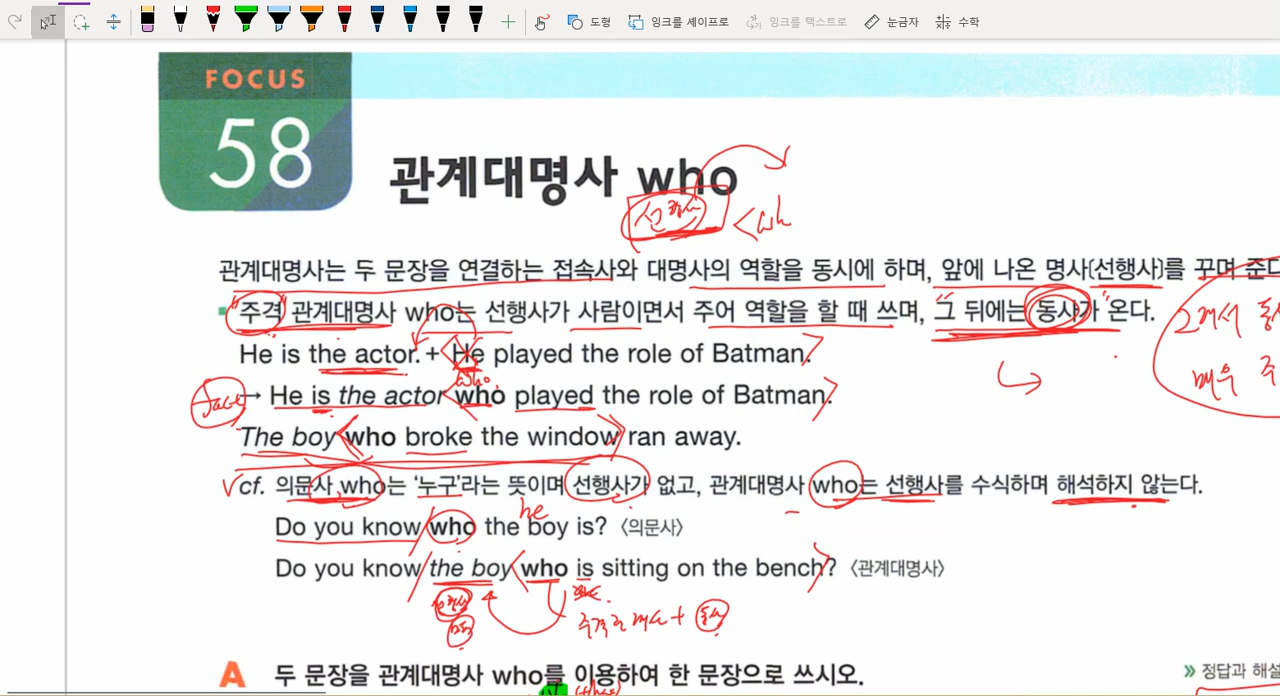 도형 잉크를 셰이프로 잉크를 텍스트로 눈금자 수학
FOCUS
58
관계대명사 who
선행사
<wh
관계대명사는 두 문장을 연결하는 접속사와 대명사의 역할을 동시에 하며, 앞에 나온 명사(선행사)를 꾸며 준다
"주격" 관계대명사 who는 선행사가 사람이면서 주어 역할을 할 때 쓰며, "그 뒤에는 동사가" 온다.
He is the actor. + He played the role of Batman.
who
→ He is the actor who played the role of Batman.
The boy who broke the window ran away.
cf. 의문사 who는 '누구'라는 뜻이며 선행사가 없고, 관계대명사 who는 선행사를 수식하며 해석하지 않는다.
he
Do you know who the boy is? 〈의문사〉
Do you know the boy who is sitting on the bench? 〈관계대명사〉
선행사
동사
A 두 문장을 관계대명사 who를 이용하여 한 문장으로 쓰시오.
» 정답과 해설